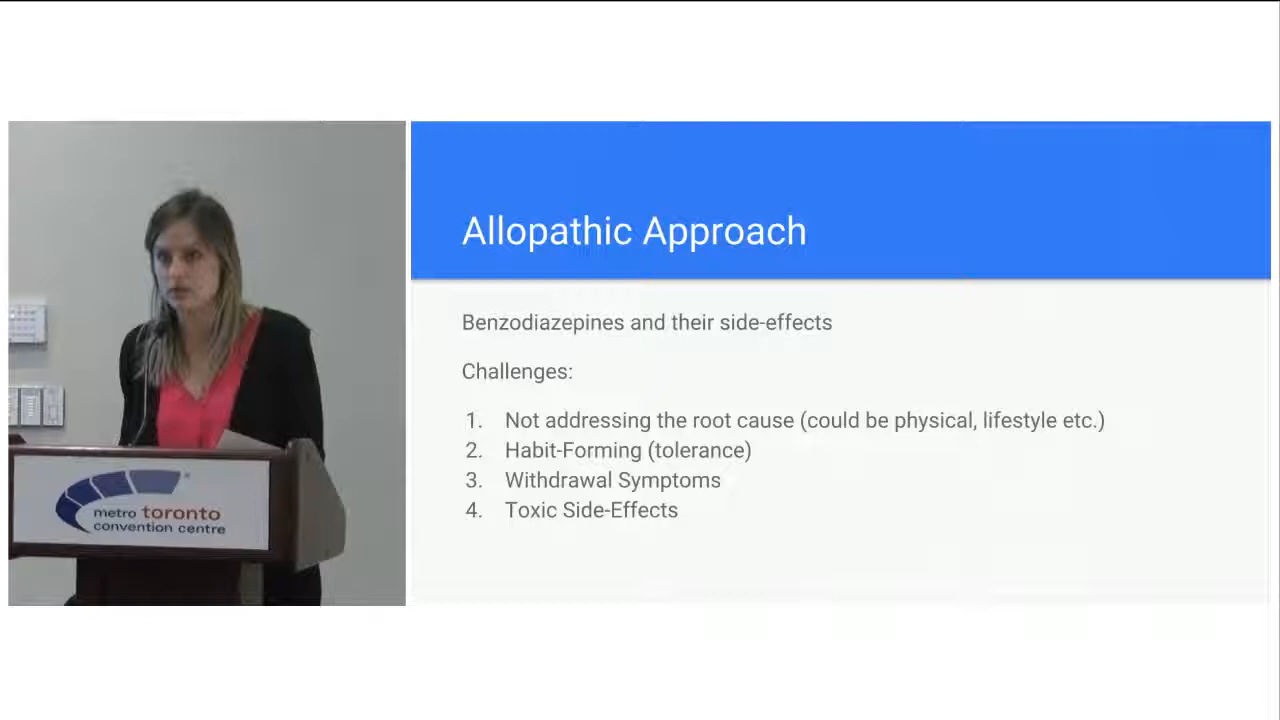 metro toronto
convention centre
Allopathic Approach
Benzodiazepines and their side-effects
Challenges:
1. Not addressing the root cause (could be physical, lifestyle etc.)
2. Habit-Forming (tolerance)
3. Withdrawal Symptoms
4. Toxic Side-Effects